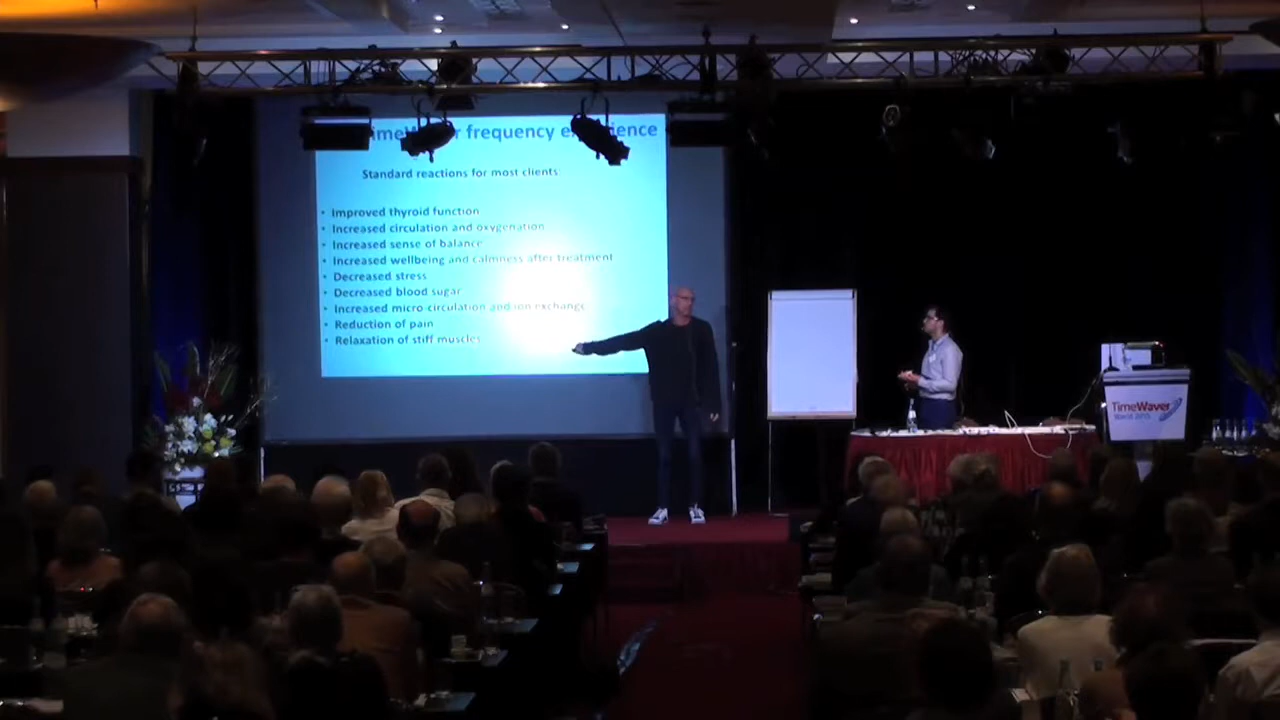 frequency
Standard reactions for most clients
• Improved thyroid function
• Increased circulation and oxygenation
• Increased sense of balance
• Increased wellbeing and calmness after treatment
• Decreased stress
• Decreased blood sugar
• Increased micro-circulation and ion exchange
• Reduction of pain
• Relaxation of stiff muscles
TimeWaver